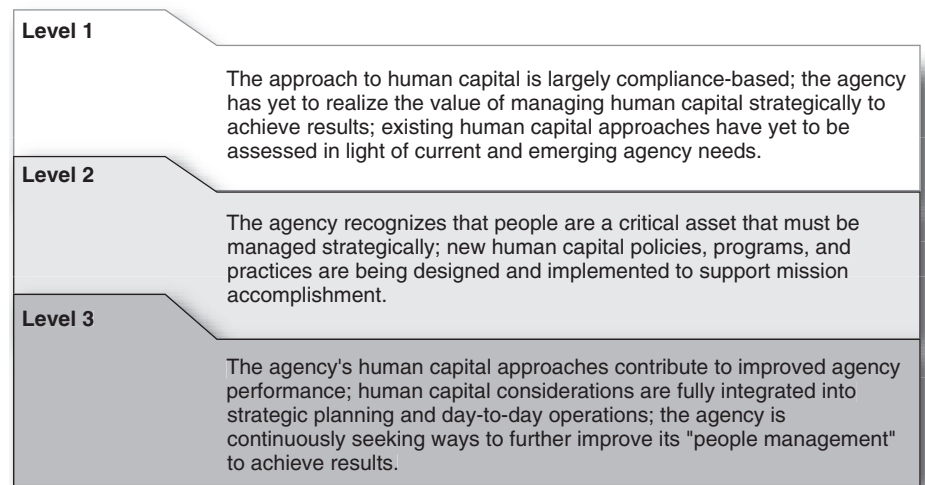 Level 1
The approach to human capital is largely compliance-based; the agency
has yet to realize the value of managing human capital strategically to
achieve results; existing human capital approaches have yet to be
assessed in light of current and emerging agency needs.
Level 2
The agency recognizes that people are a critical asset that must be
managed strategically; new human capital policies, programs, and
practices are being designed and implemented to support mission
accomplishment.
Level 3
The agency's human capital approaches contribute to improved agency
performance; human capital considerations are fully integrated into
strategic planning and day-to-day operations; the agency is
continuously seeking ways to further improve its "people management"
to achieve results.